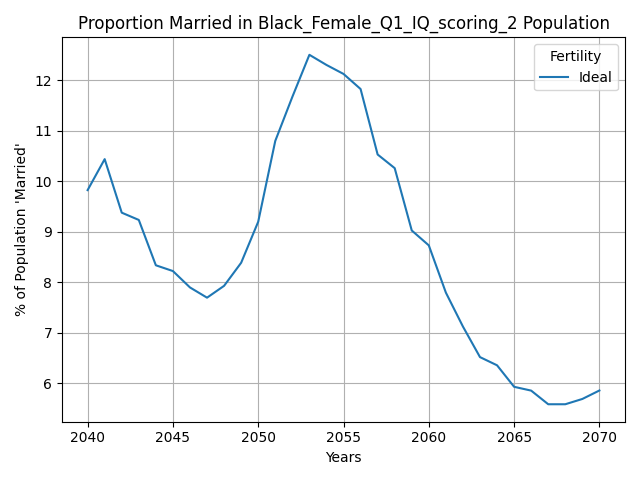 Proportion Married in Black_Female_Q1_IQ_scoring_2 Population
Fertility
Ideal
% of Population 'Married'
12
11
10
9
8
7
6
2040 2045 2050 2055 2060 2065 2070
Years